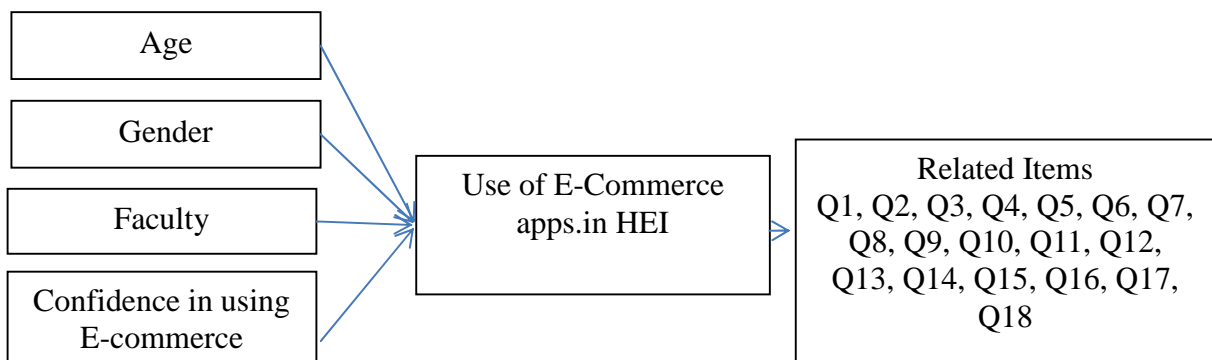 Age
Gender
Faculty
Confidence in using
E-commerce
Use of E-Commerce
apps.in HEI
Related Items
Q1, Q2, Q3, Q4, Q5, Q6, Q7,
Q8, Q9, Q10, Q11, Q12,
Q13, Q14, Q15, Q16, Q17,
Q18